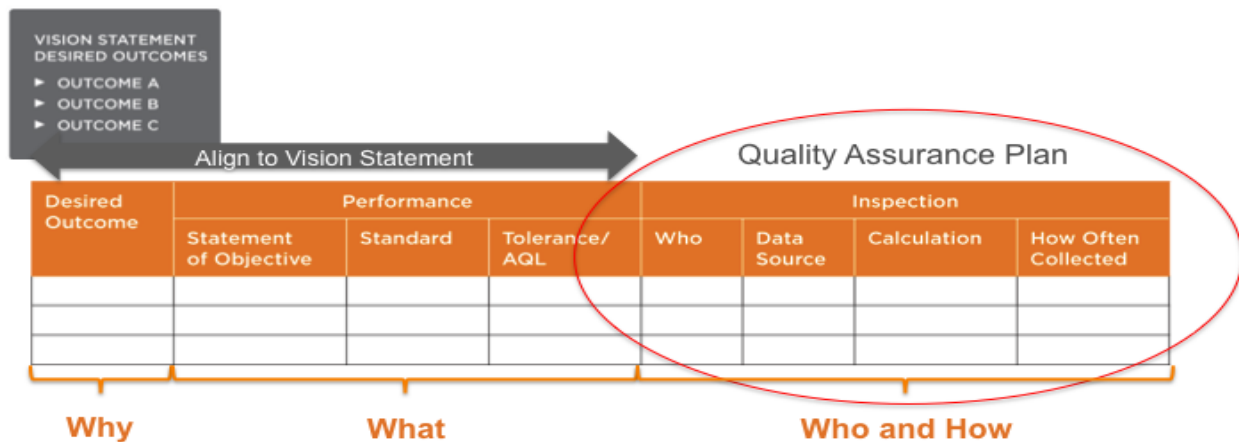 VISION STATEMENT
DESIRED OUTCOMES
► OUTCOME A
► OUTCOME B
► OUTCOME C
Align to Vision Statement
Quality Assurance Plan
Desired
Outcome
Performance
Inspection
Statement
of Objective
Standard
Tolerance/
AQL
Who
Data
Source
Calculation
How Often
Collected
Why
What
Who and How